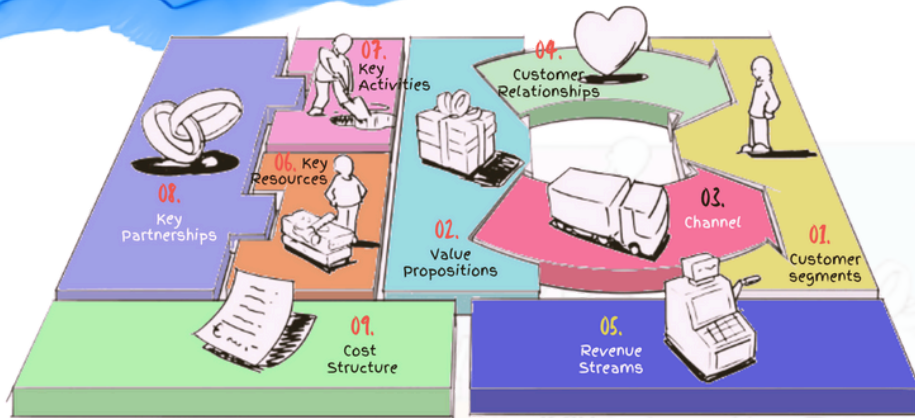 07.
Key
Activities
04.
Customer
Relationships
06. Key
Resources
08.
Key
Partnerships
03.
Channel
02.
Value
Propositions
01.
Customer
segments
09.
Cost
Structure
05.
Revenue
Streams